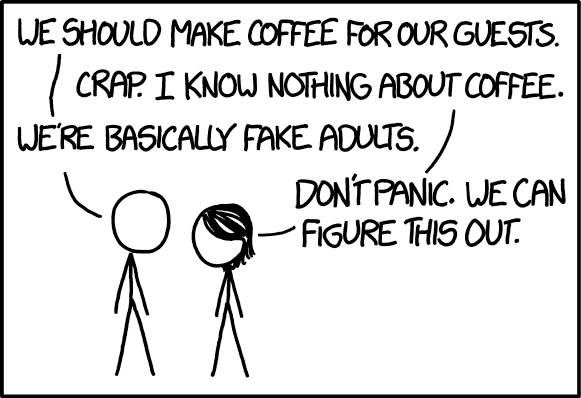 WE SHOULD MAKE COFFEE FOR OUR GUESTS.
CRAP. I KNOW NOTHING ABOUT COFFEE.
WE'RE BASICALLY FAKE ADULTS.
DON'T PANIC. WE CAN
FIGURE THIS OUT.